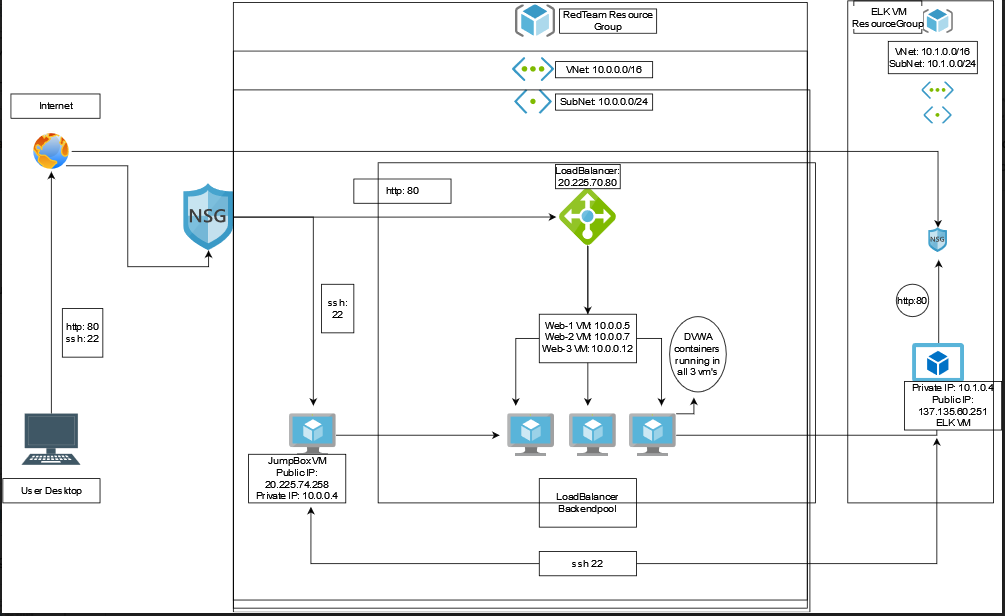 RedTeam Resource
Group
ELK VM
ResourceGroup
VNet: 10.1.0.0/16
SubNet: 10.1.0.0/24
VNet: 10.0.0.0/16
SubNet: 10.0.0.0/24
Internet
LoadBalancer:
20.225.70.80
http: 80
NSG
NSG
ssh:
22
http:80
http: 80
ssh: 22
Web-1 VM: 10.0.0.5
Web-2 VM: 10.0.0.7
Web-3 VM: 10.0.0.12
DVWA
containers
running in
all 3 vm's
Private IP: 10.1.0.4
Public IP:
137.135.60.251
ELK VM
JumpBox VM
Public IP:
20.225.74.258
Private IP: 10.0.0.4
User Desktop
LoadBalancer
Backendpool
ssh 22